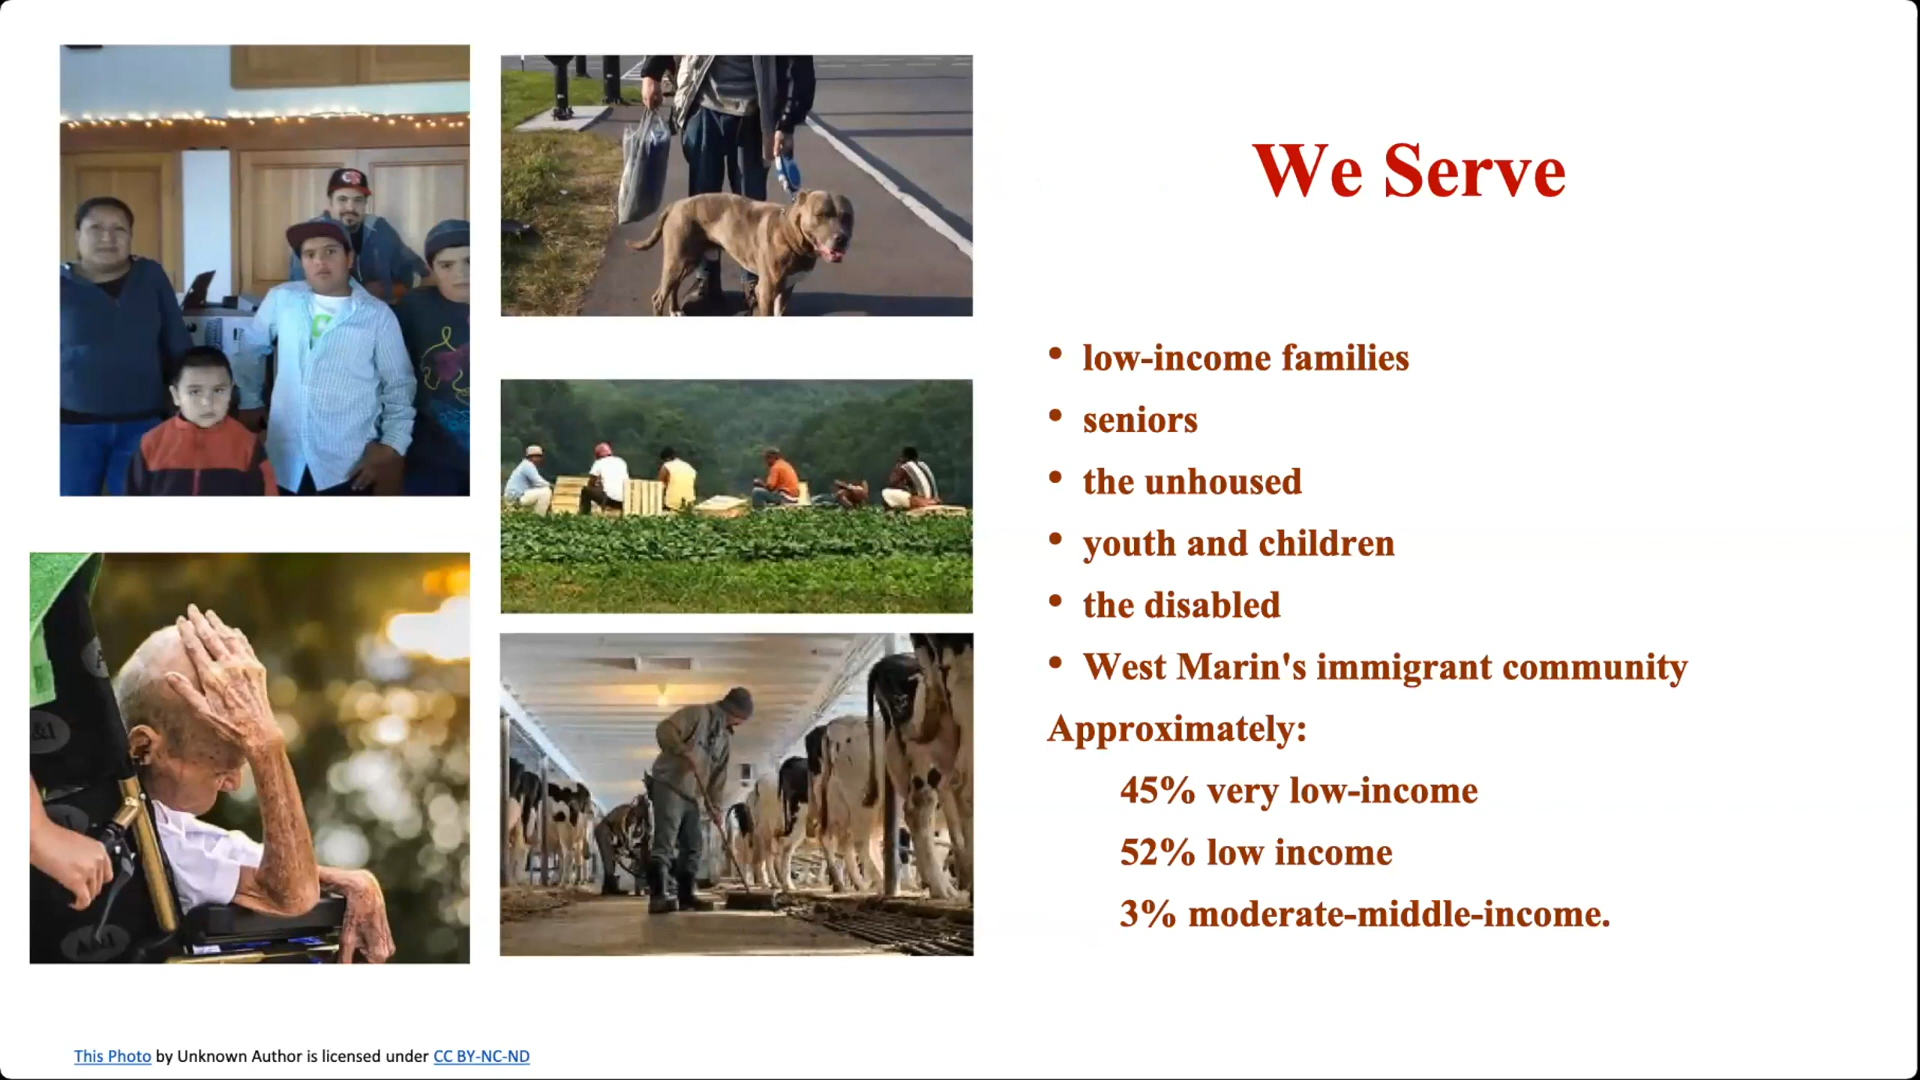 We Serve
• low-income families
• seniors
• the unhoused
• youth and children
• the disabled
• West Marin's immigrant community
Approximately:
45% very low-income
52% low income
3% moderate-middle-income.
This Photo by Unknown Author is licensed under CC BY-NC-ND